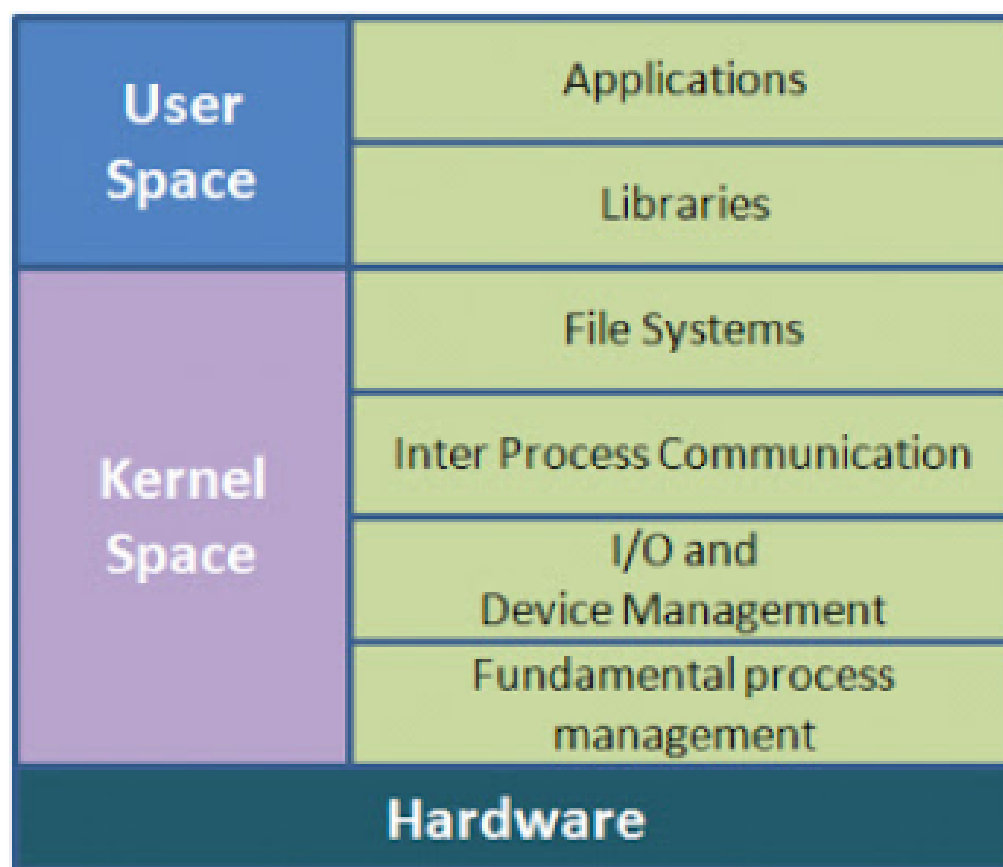 User
Space
Applications
Libraries
Kernel
Space
File Systems
Inter Process Communication
I/O and
Device Management
Fundamental process
management
Hardware